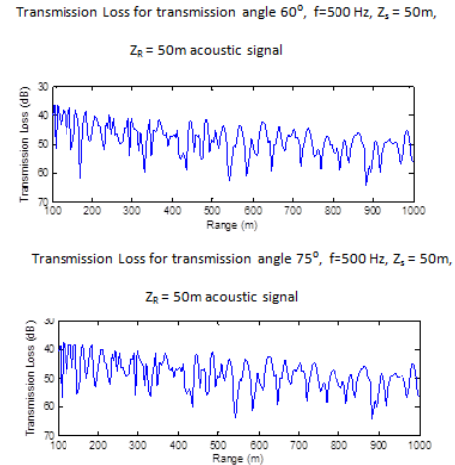 Transmission Loss for transmission angle 60⁰, f=500 Hz, Zs = 50m,
ZR = 50m acoustic signal
30
40
50
60
70
Transmission Loss (dB)
100 200 300 400 500 600 700 800 900 1000
Range (m)
Transmission Loss for transmission angle 75⁰, f=500 Hz, Zs = 50m,
ZR = 50m acoustic signal
30
40
50
60
70
Transmission Loss (dB)
100 200 300 400 500 600 700 800 900 1000
Range (m)